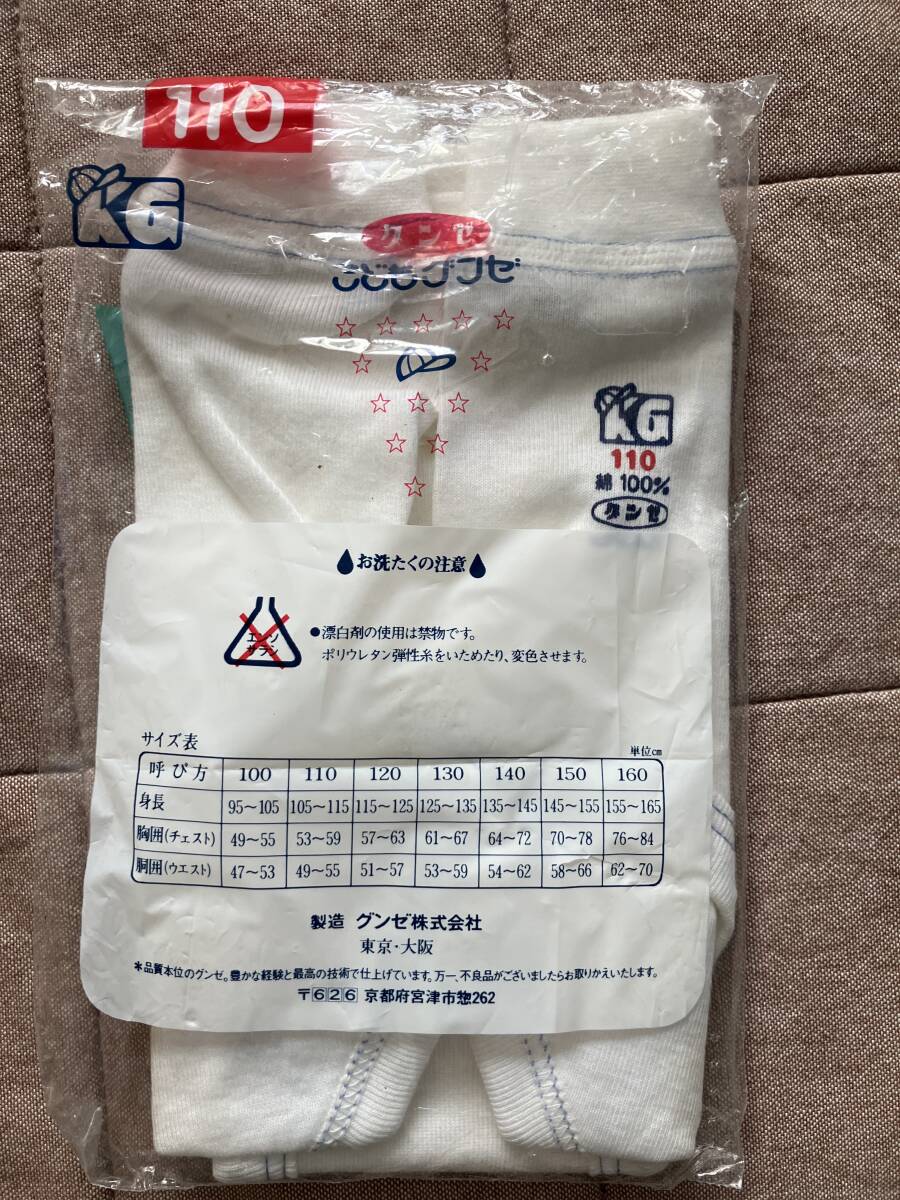 110
KG
グンゼ
こどもグンゼ
KG
110
綿 100%
グンゼ
お洗たくの注意
エンソ
サラシ
●漂白剤の使用は禁物です。
ポリウレタン弾性糸をいためたり、変色させます。
サイズ表
単位cm
呼び方 100 110 120 130 140 150 160
身長 95〜105 105〜115 115〜125 125〜135 135〜145 145〜155 155〜165
胸囲(チェスト) 49〜55 53〜59 57〜63 61〜67 64〜72 70〜78 76〜84
胴囲(ウエスト) 47〜53 49〜55 51〜57 53〜59 54〜62 58〜66 62〜70
製造 グンゼ株式会社
東京・大阪
*品質本位のグンゼ。豊かな経験と最高の技術で仕上げています。万一、不良品がございましたらお取りかえいたします。
〒626 京都府宮津市惣262